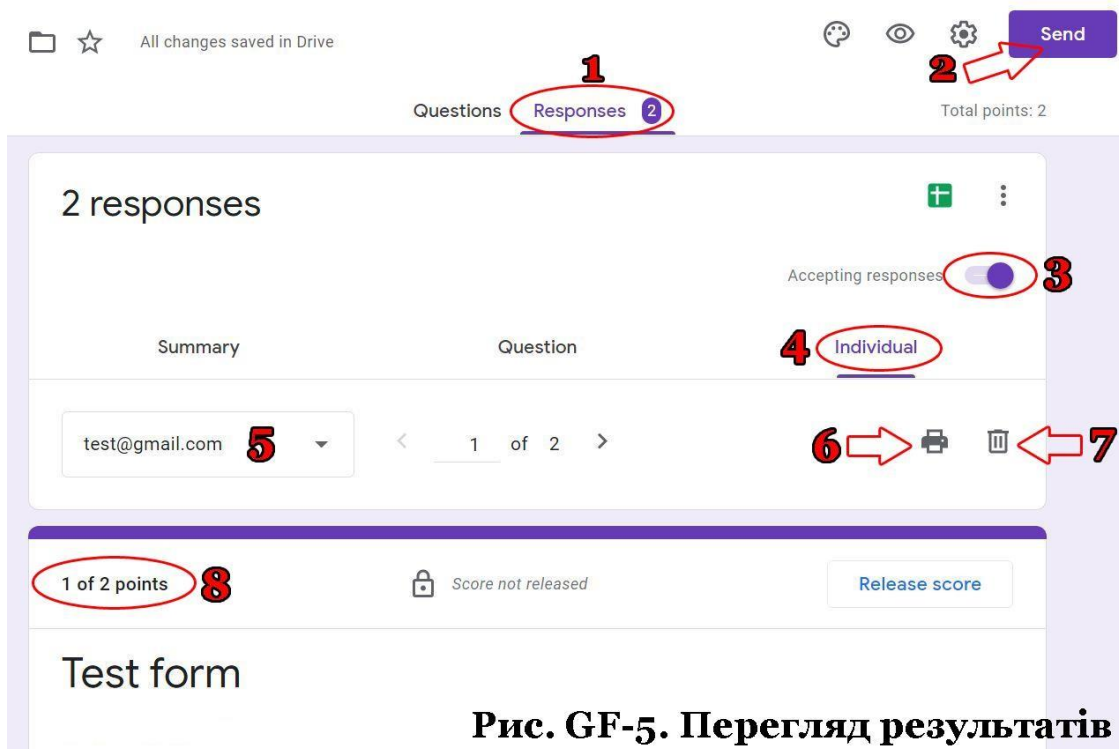 All changes saved in Drive
Send
1
2
Questions Responses 2
Total points: 2
2 responses
Accepting responses
3
Summary Question 4 Individual
test@gmail.com 5 1 of 2 6 7
1 of 2 points 8 Score not released Release score
Test form
Рис. GF-5. Перегляд результатів